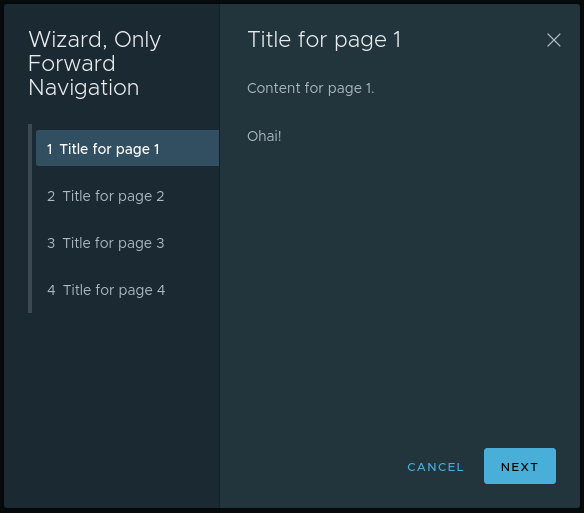 Wizard, Only
Forward
Navigation
1 Title for page 1
2 Title for page 2
3 Title for page 3
4 Title for page 4
Title for page 1
Content for page 1.
Ohai!
CANCEL
NEXT